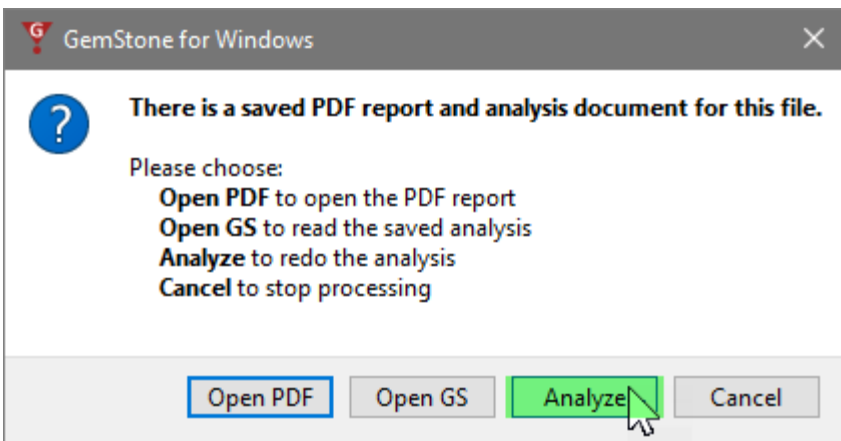 G GemStone for Windows
There is a saved PDF report and analysis document for this file.
Please choose:
Open PDF to open the PDF report
Open GS to read the saved analysis
Analyze to redo the analysis
Cancel to stop processing
Open PDF Open GS Analyze Cancel